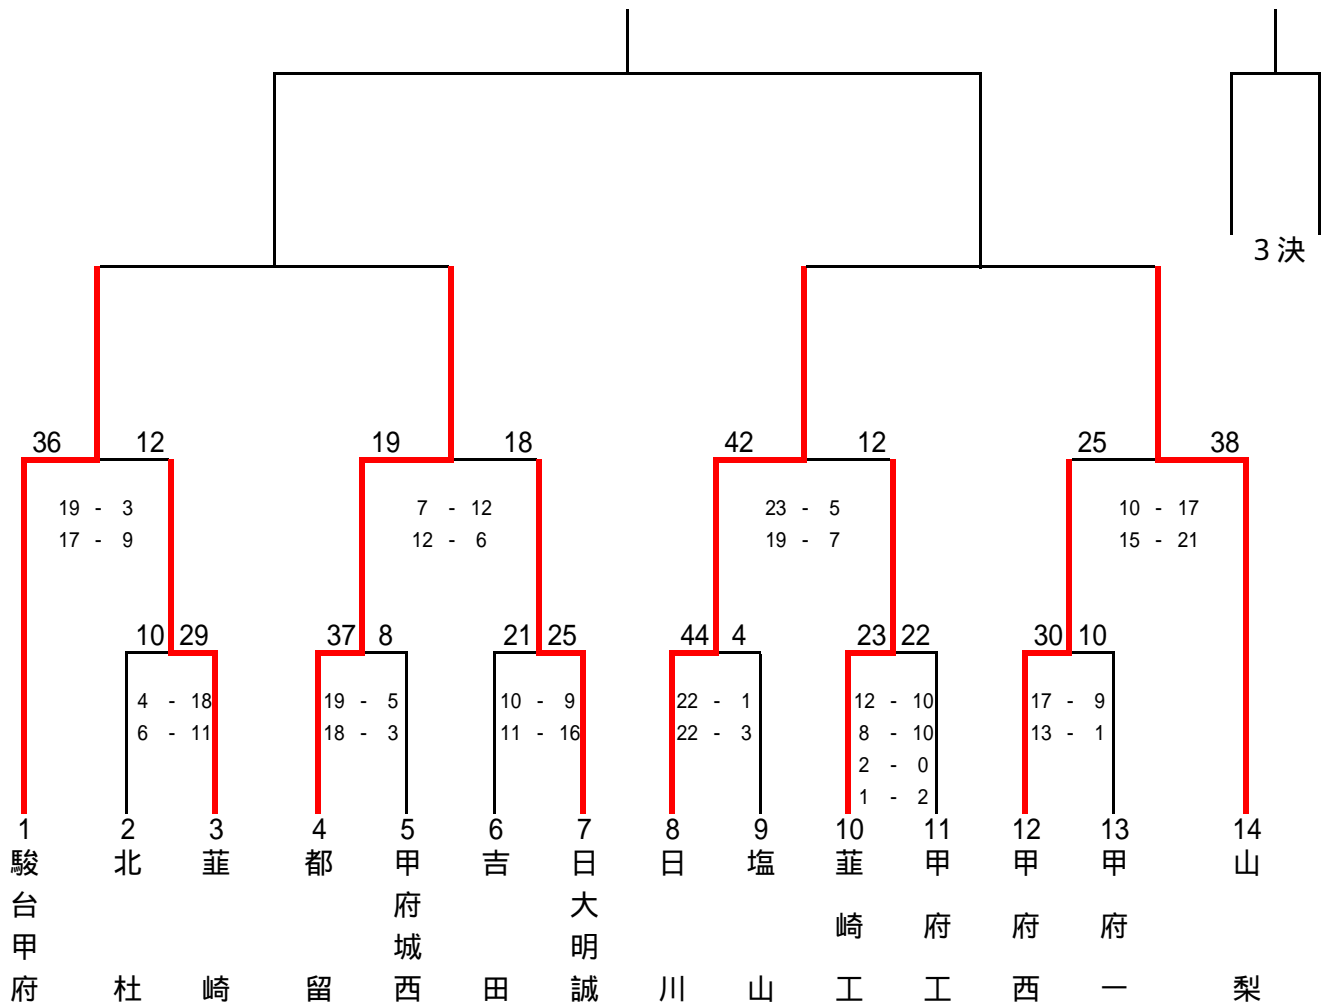 3決
36 12 19 18 42 12 25 38
19 - 3 7 - 12 23 - 5 10 - 17
17 - 9 12 - 6 19 - 7 15 - 21
10 29 37 8 21 25 44 4 23 22 30 10
4 - 18 19 - 5 10 - 9 22 - 1 12 - 10 17 - 9
6 - 11 18 - 3 11 - 16 22 - 3 8 - 10 13 - 1
2 - 0
1 - 2
1 2 3 4 5 6 7 8 9 10 11 12 13 14
駿台甲府
北杜
韮崎
都留
甲府城西
吉田
日大明誠
日川
塩山
韮崎工
甲府工
甲府西
甲府一
山梨